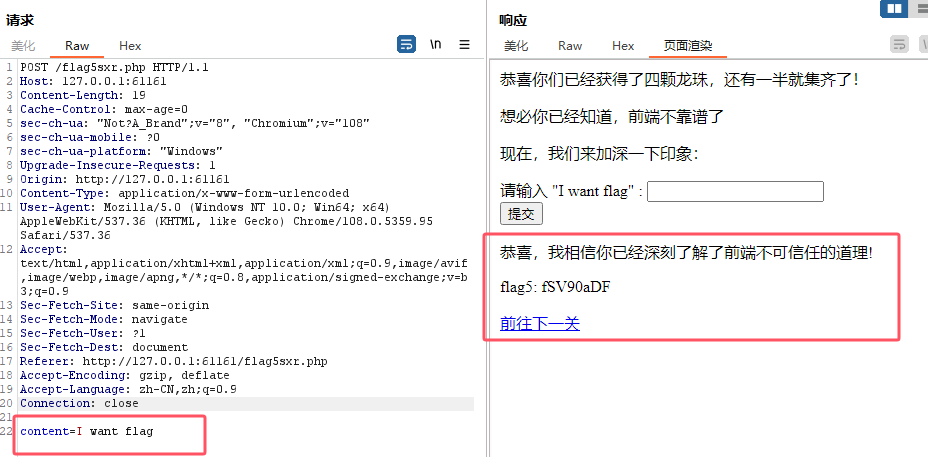 请求
美化 Raw Hex
\n
1 POST /flag5sxr.php HTTP/1.1
2 Host: 127.0.0.1:61161
3 Content-Length: 19
4 Cache-Control: max-age=0
5 sec-ch-ua: "Not?A_Brand";v="8", "Chromium";v="108"
6 sec-ch-ua-mobile: ?0
7 sec-ch-ua-platform: "Windows"
8 Upgrade-Insecure-Requests: 1
9 Origin: http://127.0.0.1:61161
10 Content-Type: application/x-www-form-urlencoded
11 User-Agent: Mozilla/5.0 (Windows NT 10.0; Win64; x64)
AppleWebKit/537.36 (KHTML, like Gecko) Chrome/108.0.5359.95
Safari/537.36
12 Accept:
text/html,application/xhtml+xml,application/xml;q=0.9,image/avif
,image/webp,image/apng,*/*;q=0.8,application/signed-exchange;v=b
3;q=0.9
13 Sec-Fetch-Site: same-origin
14 Sec-Fetch-Mode: navigate
15 Sec-Fetch-User: ?1
16 Sec-Fetch-Dest: document
17 Referer: http://127.0.0.1:61161/flag5sxr.php
18 Accept-Encoding: gzip, deflate
19 Accept-Language: zh-CN,zh;q=0.9
20 Connection: close
21
22 content=I want flag
响应
美化 Raw Hex 页面渲染
恭喜你们已经获得了四颗龙珠，还有一半就集齐了！
想必你已经知道，前端不靠谱了
现在，我们来加深一下印象：
请输入 "I want flag" :
提交
恭喜，我相信你已经深刻了解了前端不可信任的道理!
flag5: fSV90aDF
前往下一关